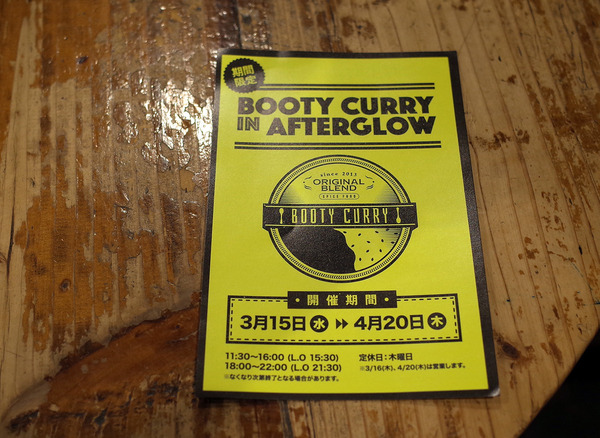 期間
限定
BOOTY CURRY
IN AFTERGLOW
since 2011
ORIGINAL
BLEND
SPICE FOOD
BOOTY CURRY
開催期間
3月15日 水 4月20日 木
11:30~16:00 (L.O 15:30)
18:00~22:00 (L.O 21:30)
※なくなり次第終了となる場合があります。
定休日:木曜日
※3/16(木)、4/20(木)は営業します。